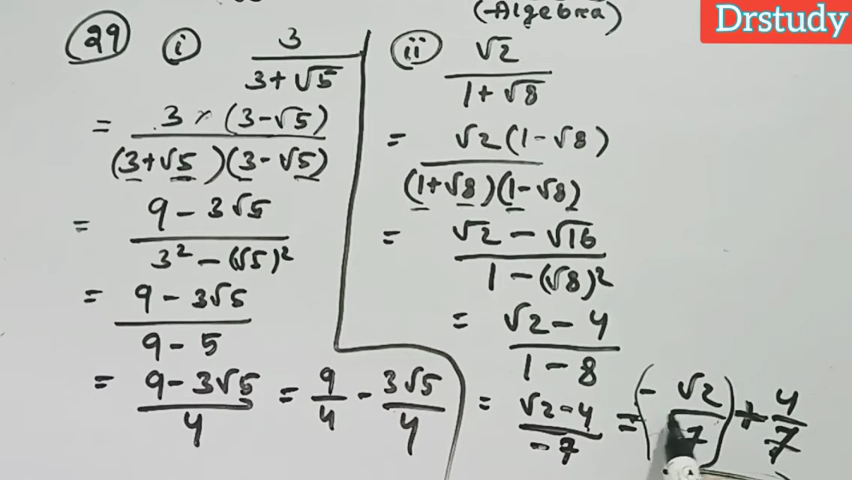 (-Algebra)
Drstudy
29 i 3/(3+√5)
= 3 × (3-√5)/((3+√5)(3-√5))
= (9-3√5)/(3²-(√5)²)
= (9-3√5)/(9-5)
= (9-3√5)/4 = 9/4 - 3√5/4
ii √2/(1+√8)
= √2(1-√8)/((1+√8)(1-√8))
= (√2-√16)/(1-(√8)²)
= (√2-4)/(1-8)
= (√2-4)/-7 = (-√2/7) + 4/7